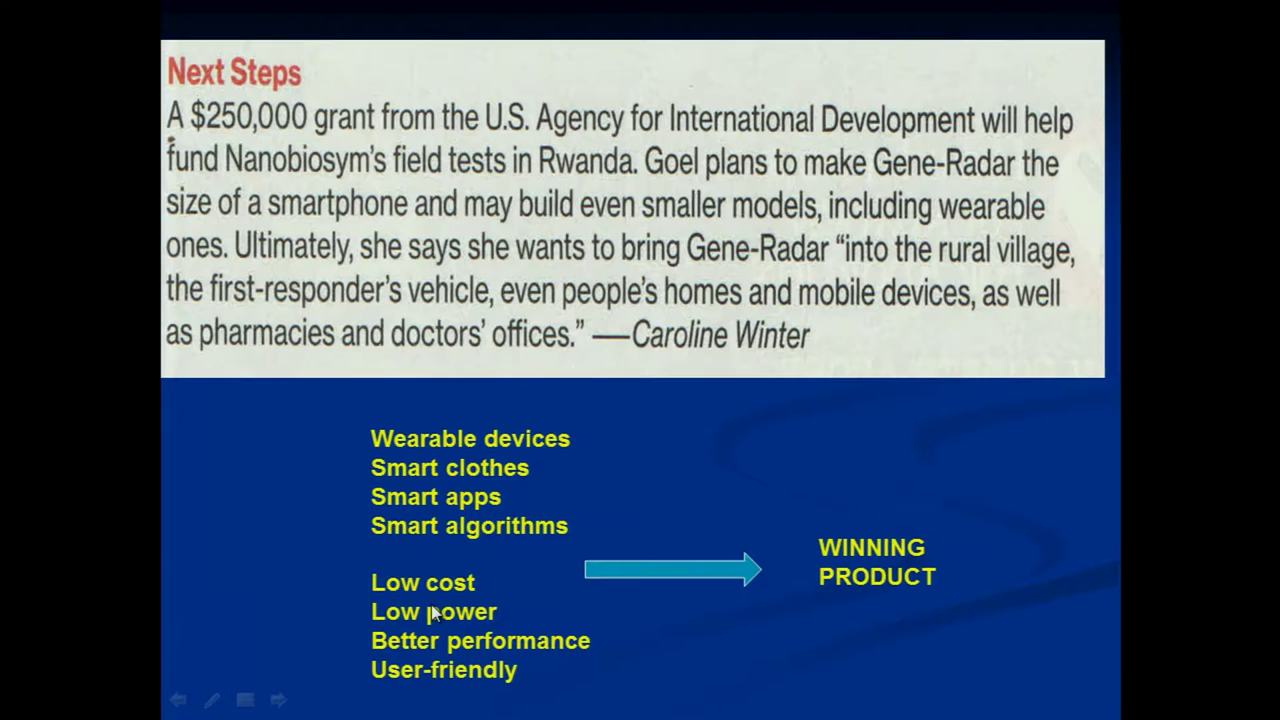 Next Steps
A $250,000 grant from the U.S. Agency for International Development will help
fund Nanobiosym's field tests in Rwanda. Goel plans to make Gene-Radar the
size of a smartphone and may build even smaller models, including wearable
ones. Ultimately, she says she wants to bring Gene-Radar “into the rural village,
the first-responder's vehicle, even people's homes and mobile devices, as well
as pharmacies and doctors' offices.” —Caroline Winter
Wearable devices
Smart clothes
Smart apps
Smart algorithms
Low cost
Low power
Better performance
User-friendly
WINNING
PRODUCT